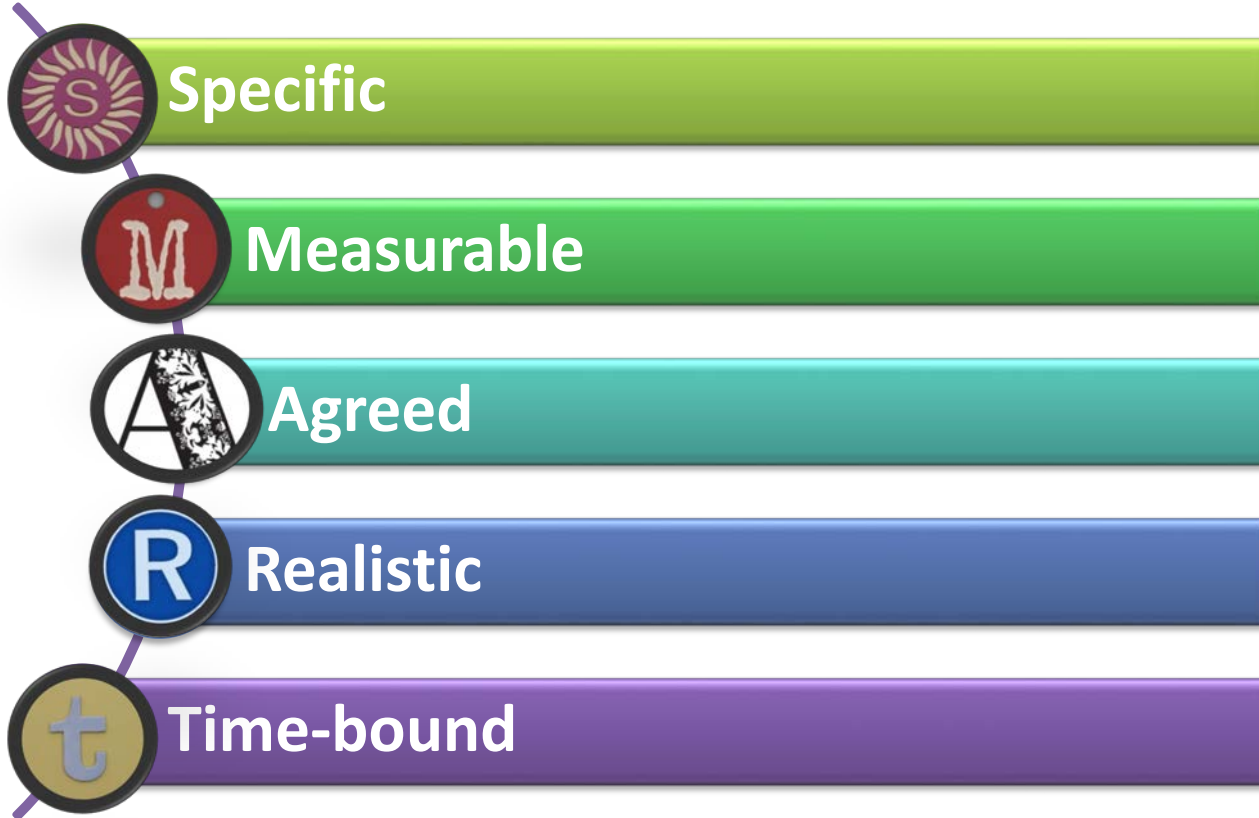 S Specific
M Measurable
A Agreed
R Realistic
t Time-bound